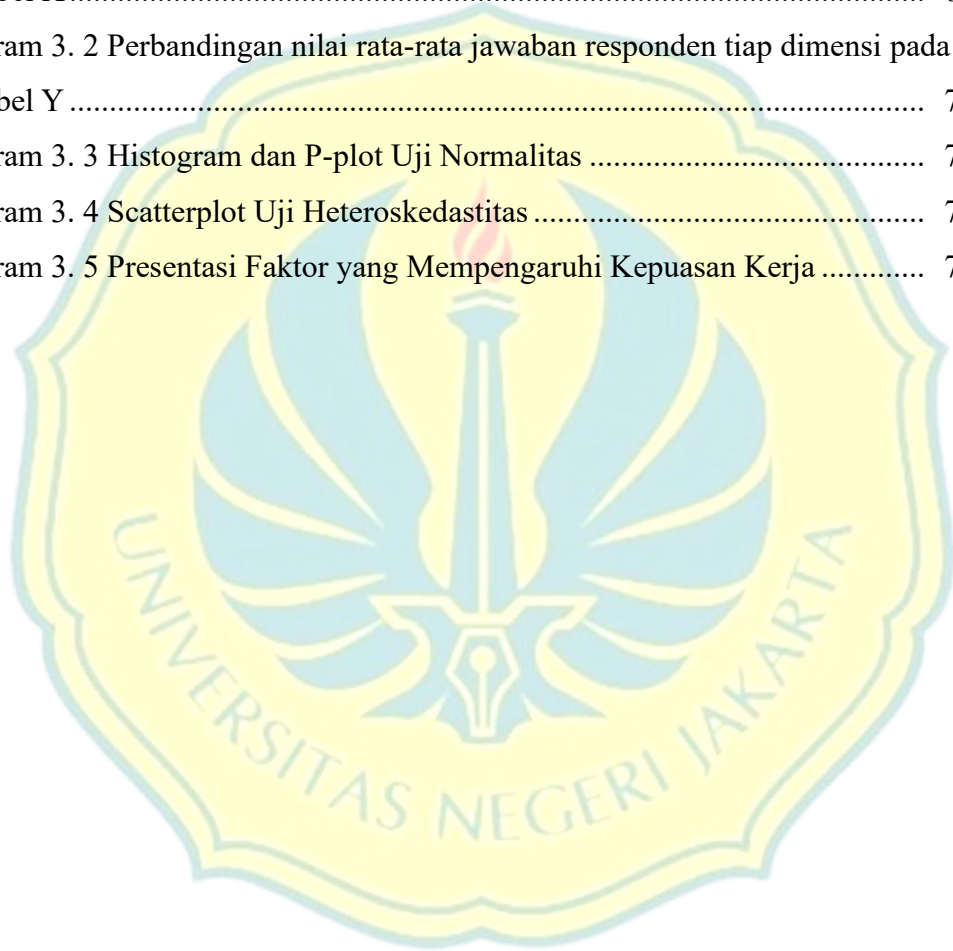 ram 3. 2 Perbandingan nilai rata-rata jawaban responden tiap dimensi pada
bel Y ........................................................................................................ 7
ram 3. 3 Histogram dan P-plot Uji Normalitas ......................................... 7
ram 3. 4 Scatterplot Uji Heteroskedastitas ................................................ 7
ram 3. 5 Presentasi Faktor yang Mempengaruhi Kepuasan Kerja ............. 7
UNIVERSITAS NEGERI JAKARTA